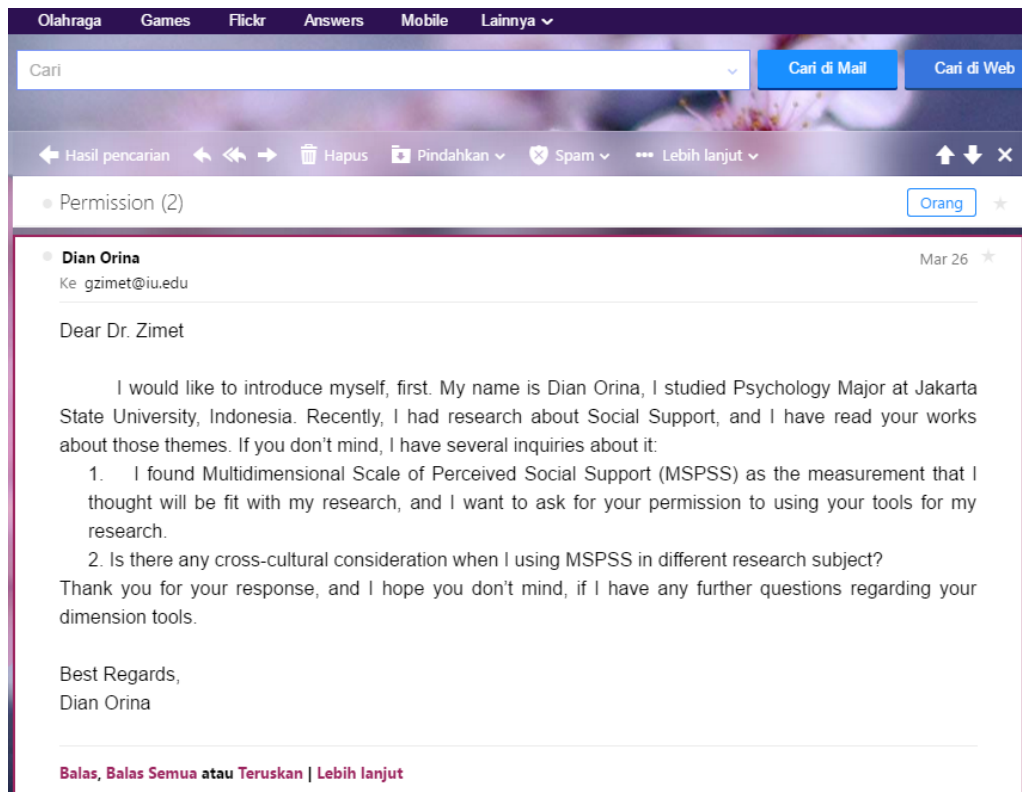 Olahraga Games Flickr Answers Mobile Lainnya
Cari Cari di Mail Cari di Web
Hasil pencarian Hapus Pindahkan Spam Lebih lanjut
Permission (2) Orang
Dian Orina Mar 26
Ke gzimet@iu.edu
Dear Dr. Zimet
I would like to introduce myself, first. My name is Dian Orina, I studied Psychology Major at Jakarta
State University, Indonesia. Recently, I had research about Social Support, and I have read your works
about those themes. If you don't mind, I have several inquiries about it:
1. I found Multidimensional Scale of Perceived Social Support (MSPSS) as the measurement that I
thought will be fit with my research, and I want to ask for your permission to using your tools for my
research.
2. Is there any cross-cultural consideration when I using MSPSS in different research subject?
Thank you for your response, and I hope you don't mind, if I have any further questions regarding your
dimension tools.
Best Regards,
Dian Orina
Balas, Balas Semua atau Teruskan | Lebih lanjut